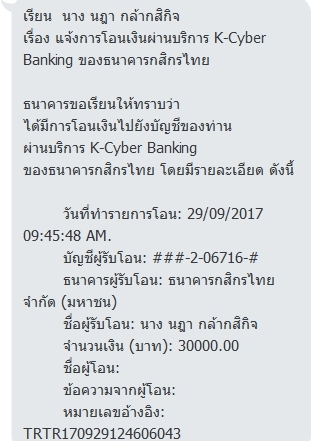 เรียน นาง นฎา กล้ากสิกิจ
เรื่อง แจ้งการโอนเงินผ่านบริการ K-Cyber
Banking ของธนาคารกสิกรไทย
ธนาคารขอเรียนให้ทราบว่า
ได้มีการโอนเงินไปยังบัญชีของท่าน
ผ่านบริการ K-Cyber Banking
ของธนาคารกสิกรไทย โดยมีรายละเอียด ดังนี้
วันที่ทำรายการโอน: 29/09/2017
09:45:48 AM.
บัญชีผู้รับโอน: ###-2-06716-#
ธนาคารผู้รับโอน: ธนาคารกสิกรไทย
จำกัด (มหาชน)
ชื่อผู้รับโอน: นาง นฎา กล้ากสิกิจ
จำนวนเงิน (บาท): 30000.00
ชื่อผู้โอน:
ข้อความจากผู้โอน:
หมายเลขอ้างอิง:
TRTR170929124606043